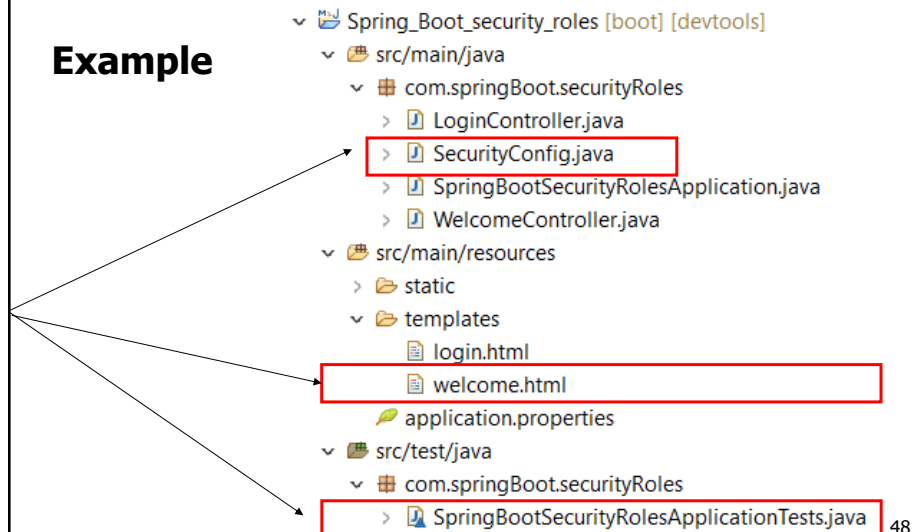 Example
Spring_Boot_security_roles [boot] [devtools]
src/main/java
com.springBoot.securityRoles
LoginController.java
SecurityConfig.java
SpringBootSecurityRolesApplication.java
WelcomeController.java
src/main/resources
static
templates
login.html
welcome.html
application.properties
src/test/java
com.springBoot.securityRoles
SpringBootSecurityRolesApplicationTests.java
48